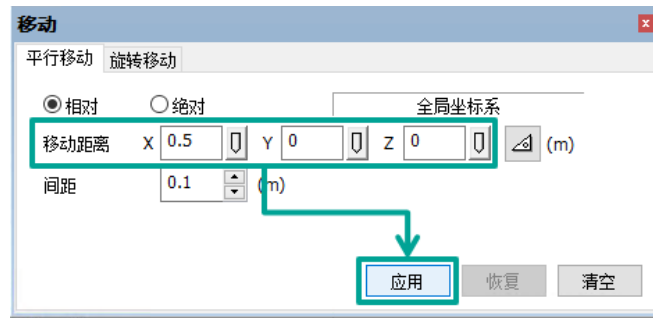 移动
平行移动 旋转移动
相对 绝对 全局坐标系
移动距离 X 0.5 Y 0 Z 0 (m)
间距 0.1 (m)
应用 恢复 清空